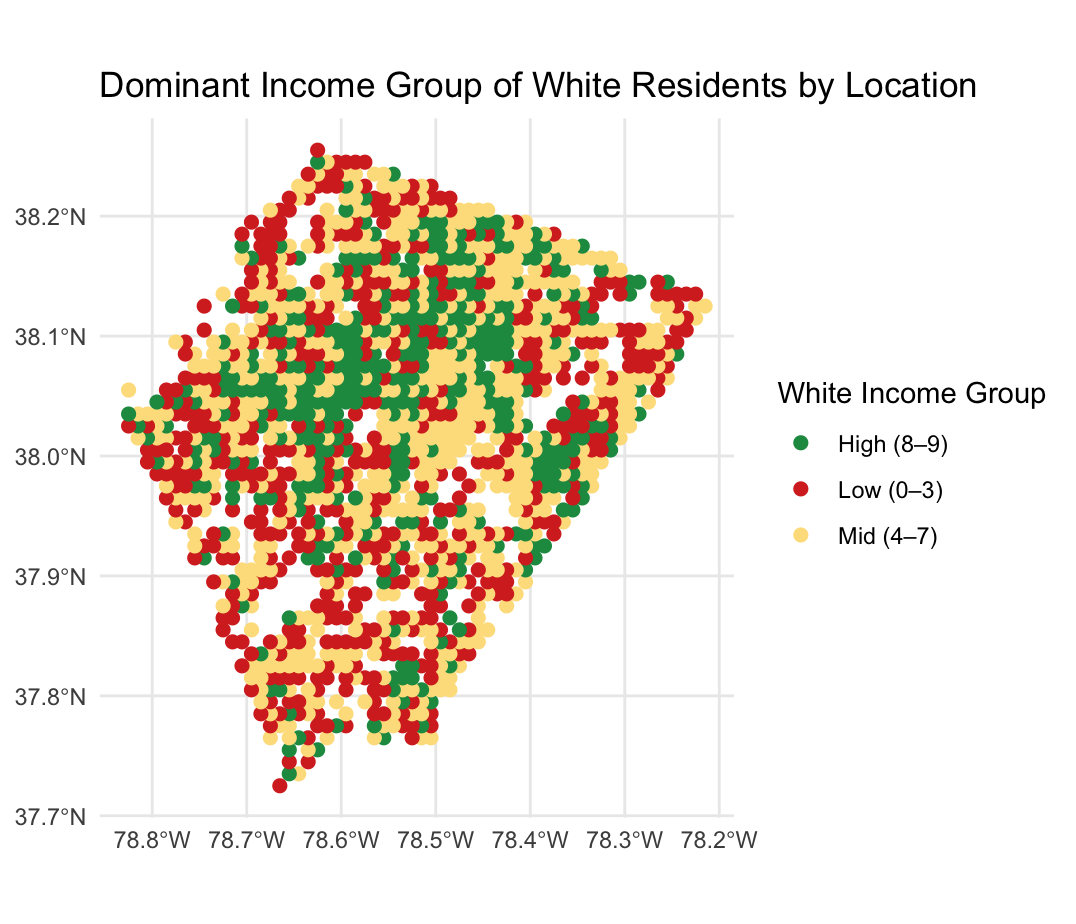 Dominant Income Group of White Residents by Location
38.2°N
38.1°N
38.0°N
37.9°N
37.8°N
37.7°N
78.8°W 78.7°W 78.6°W 78.5°W 78.4°W 78.3°W 78.2°W
White Income Group
High (8–9)
Low (0–3)
Mid (4–7)